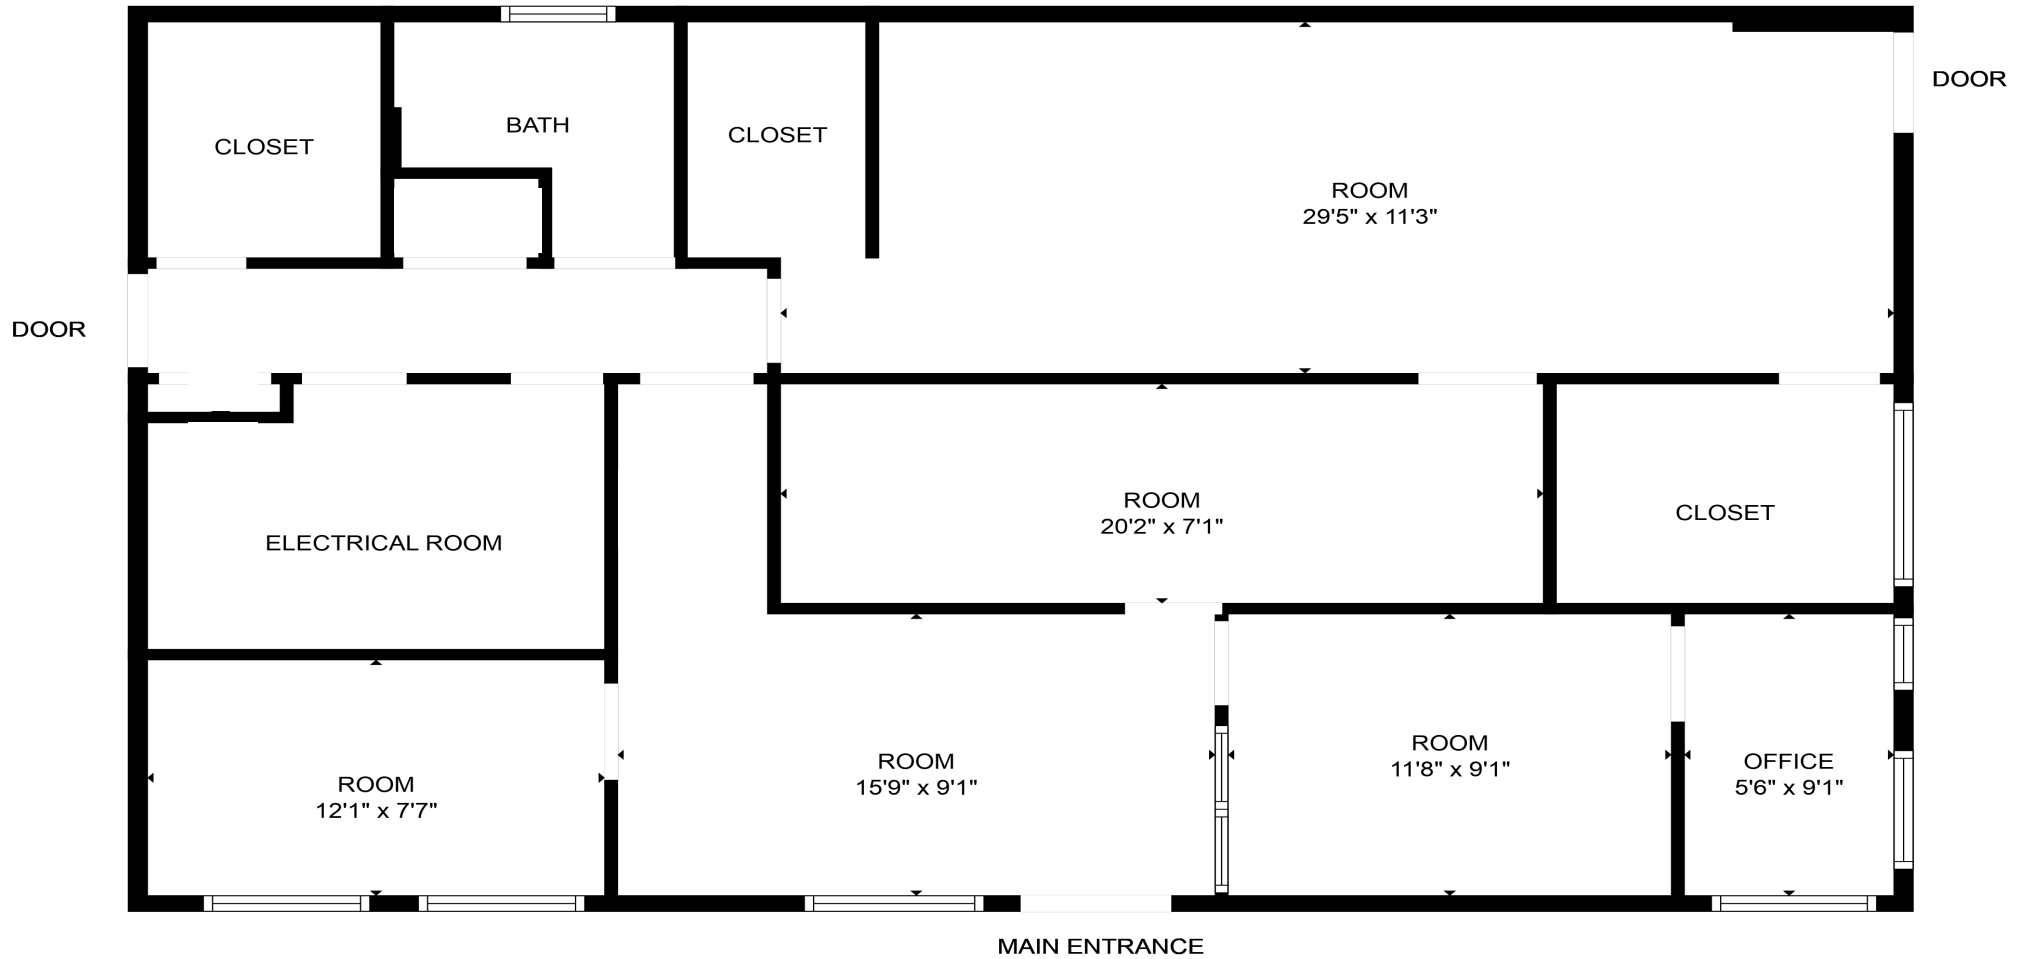 DOOR
BATH
CLOSET
CLOSET
ROOM
29'5" x 11'3"
DOOR
ROOM
20'2" x 7'1"
CLOSET
ELECTRICAL ROOM
ROOM
11'8" x 9'1"
ROOM
15'9" x 9'1"
OFFICE
5'6" x 9'1"
ROOM
12'1" x 7'7"
MAIN ENTRANCE